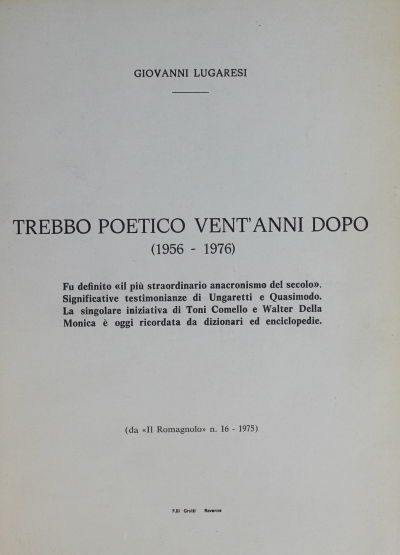 GIOVANNI LUGARESI
TREBBO POETICO VENT'ANNI DOPO
(1956 - 1976)
Fu definito «il più straordinario anacronismo del secolo».
Significative testimonianze di Ungaretti e Quasimodo.
La singolare iniziativa di Toni Comello e Walter Della
Monica è oggi ricordata da dizionari ed enciclopedie.
(da «Il Romagnolo» n. 16 - 1975)
F.lli Grotti Ravenna